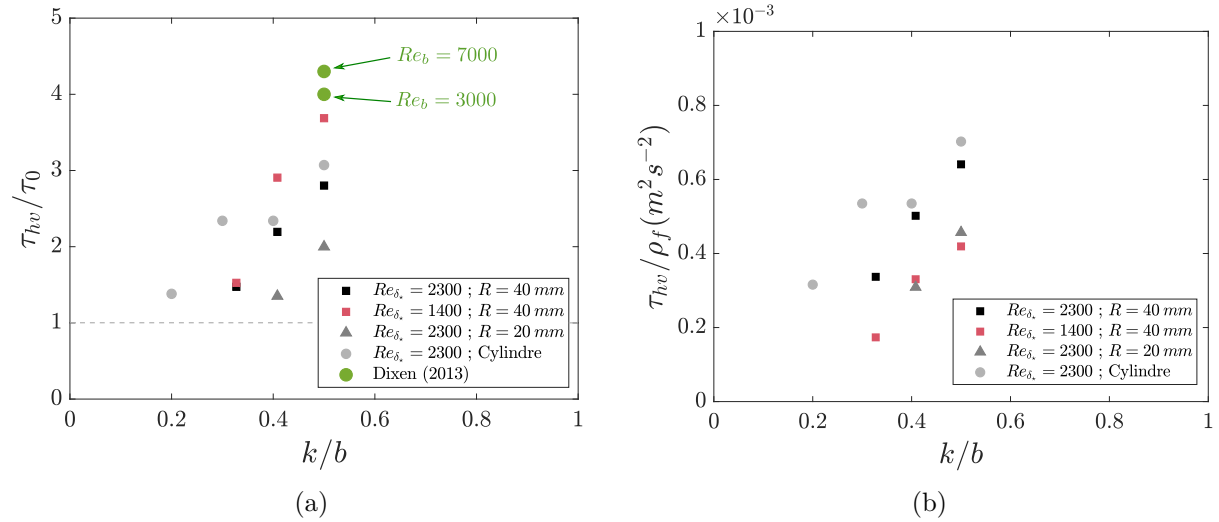 5
4
3
2
1
0
τ_hv/τ_0
Re_b = 7000
Re_b = 3000
Re_δ⋆ = 2300 ; R = 40 mm
Re_δ⋆ = 1400 ; R = 40 mm
Re_δ⋆ = 2300 ; R = 20 mm
Re_δ⋆ = 2300 ; Cylindre
Dixen (2013)
0 0.2 0.4 0.6 0.8 1
k/b
(a)
×10⁻³
1
0.8
0.6
0.4
0.2
0
τ_hv/ρ_f (m²s⁻²)
Re_δ⋆ = 2300 ; R = 40 mm
Re_δ⋆ = 1400 ; R = 40 mm
Re_δ⋆ = 2300 ; R = 20 mm
Re_δ⋆ = 2300 ; Cylindre
0 0.2 0.4 0.6 0.8 1
k/b
(b)